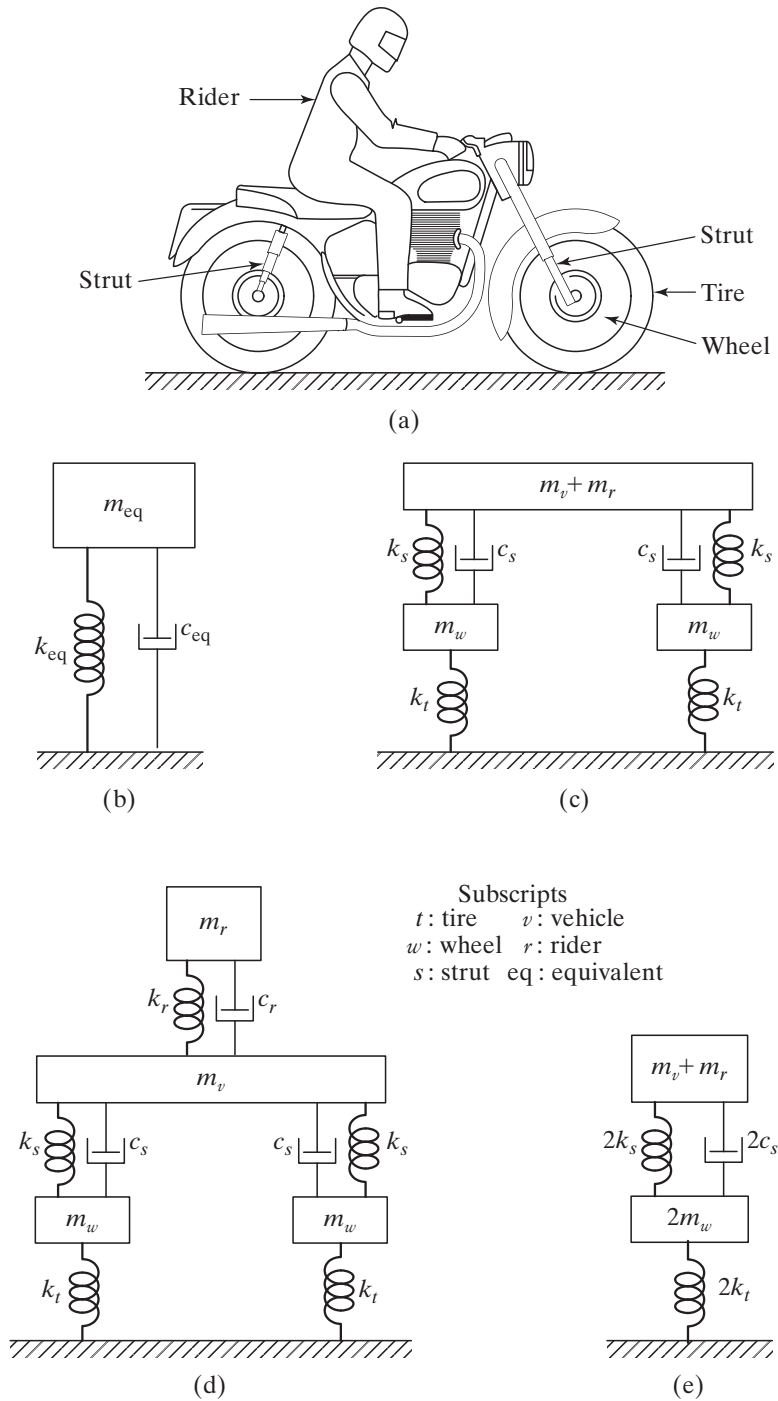 Rider
Strut
Strut
Tire
Wheel
(a)
m_eq
k_eq
c_eq
(b)
m_v + m_r
k_s
c_s
c_s
k_s
m_w
m_w
k_t
k_t
(c)
m_r
k_r
c_r
m_v
k_s
c_s
c_s
k_s
m_w
m_w
k_t
k_t
(d)
Subscripts
t : tire v : vehicle
w : wheel r : rider
s : strut eq : equivalent
m_v + m_r
2k_s
2c_s
2m_w
2k_t
(e)